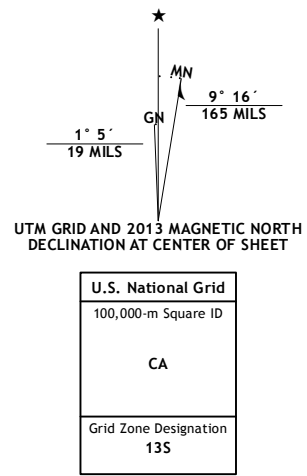 ★
MN
GN
9° 16´
165 MILS
1° 5´
19 MILS
UTM GRID AND 2013 MAGNETIC NORTH
DECLINATION AT CENTER OF SHEET
U.S. National Grid
100,000-m Square ID
CA
Grid Zone Designation
13S